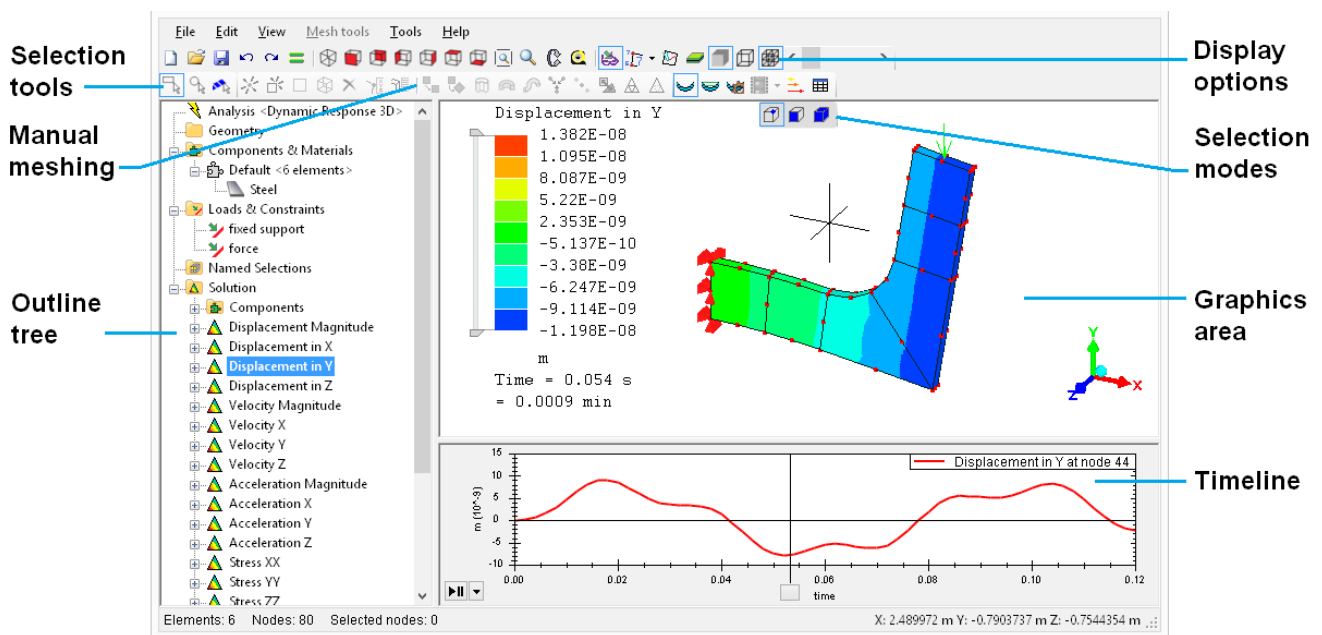 File Edit View Mesh tools Tools Help
Selection
tools
Manual
meshing
Outline
tree
Display
options
Selection
modes
Graphics
area
Timeline
Analysis <Dynamic Response 3D>
Geometry
Components & Materials
Default <6 elements>
Steel
Loads & Constraints
fixed support
force
Named Selections
Solution
Components
Displacement Magnitude
Displacement in X
Displacement in Y
Displacement in Z
Velocity Magnitude
Velocity X
Velocity Y
Velocity Z
Acceleration Magnitude
Acceleration X
Acceleration Y
Acceleration Z
Stress XX
Stress YY
Stress ZZ
Displacement in Y
1.382E-08
1.095E-08
8.087E-09
5.22E-09
2.353E-09
-5.137E-10
-3.38E-09
-6.247E-09
-9.114E-09
-1.198E-08
m
Time = 0.054 s
= 0.0009 min
Y
X
Z
Displacement in Y at node 44
m (10^-9)
15
10
5
0
-5
-10
0.00 0.02 0.04 0.06 0.08 0.10 0.12
time
Elements: 6 Nodes: 80 Selected nodes: 0
X: 2.489972 m Y: -0.7903737 m Z: -0.7544354 m